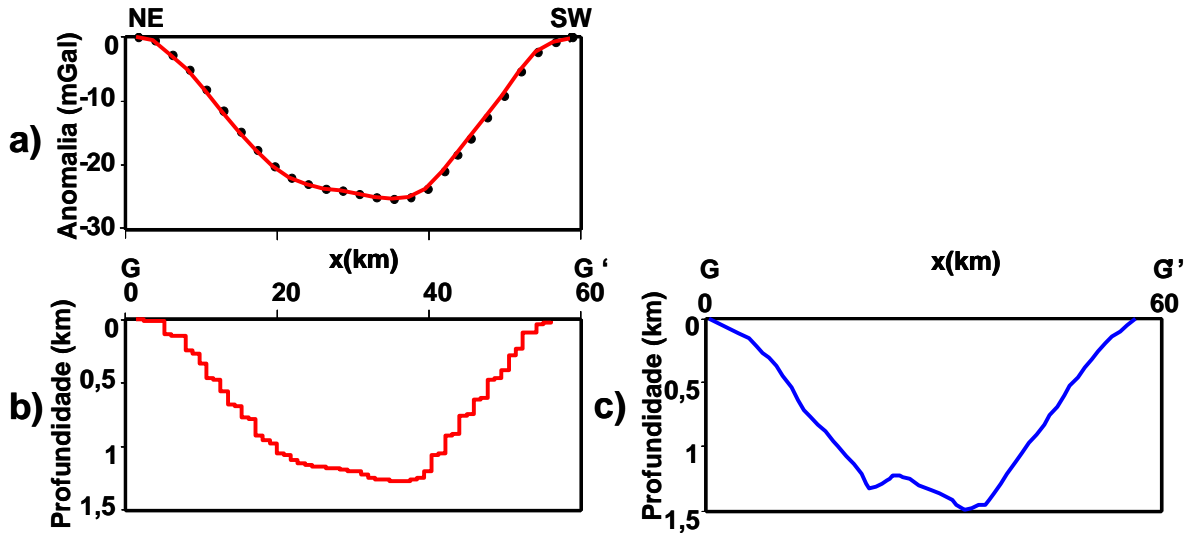 NE SW
0
-10
-20
-30
Anomalia (mGal)
a)
x(km)
G G ‘
0 20 40 60
0
0,5
1
1,5
Profundidade (km)
b)
x(km)
G G’’
0 60
0
0,5
1
1,5
Profundidade (km)
c)